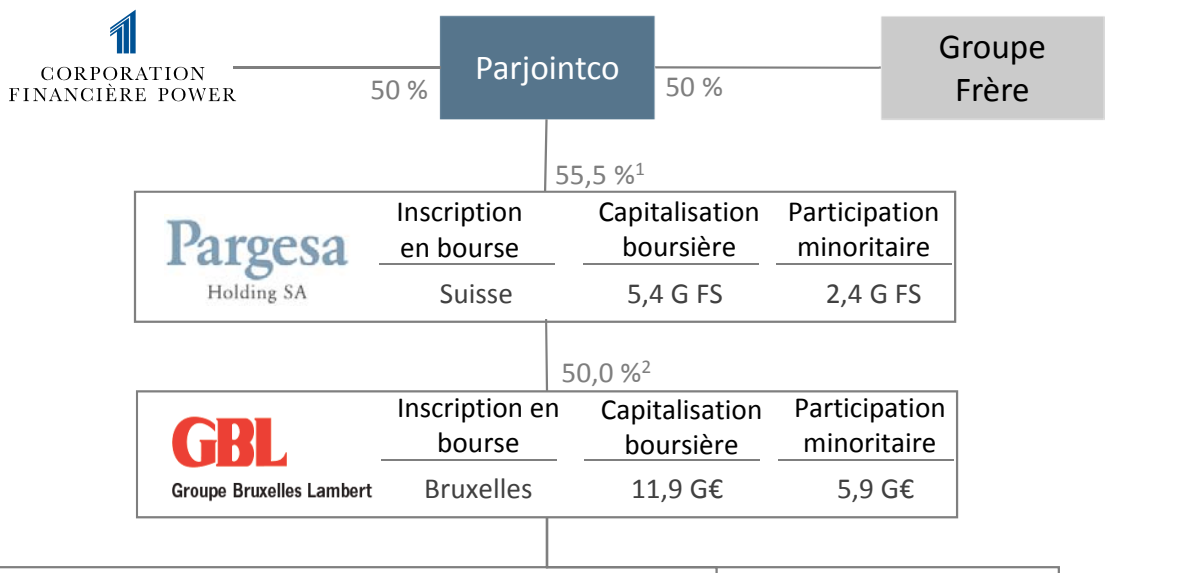 CORPORATION
FINANCIÈRE POWER
50 %
Parjointco
50 %
Groupe
Frère
55,5 %¹
Pargesa
Holding SA
Inscription
en bourse
Capitalisation
boursière
Participation
minoritaire
Suisse
5,4 G FS
2,4 G FS
50,0 %²
GBL
Groupe Bruxelles Lambert
Inscription en
bourse
Capitalisation
boursière
Participation
minoritaire
Bruxelles
11,9 G€
5,9 G€